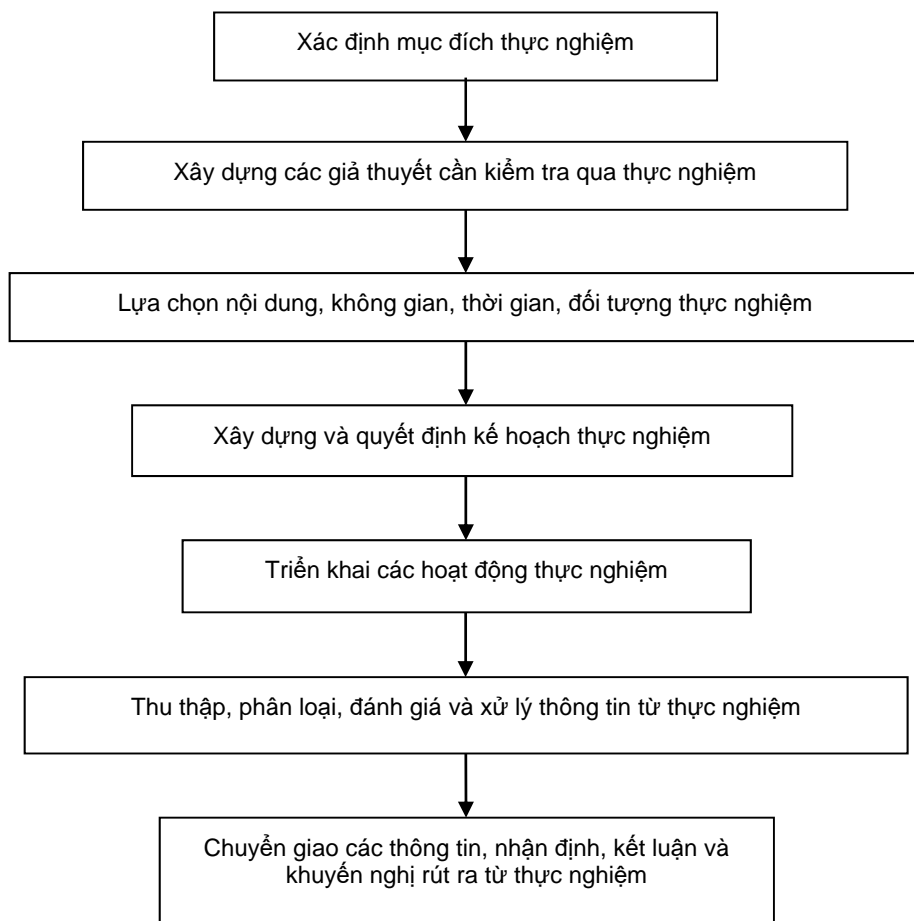 Xác định mục đích thực nghiệm
Xây dựng các giả thuyết cần kiểm tra qua thực nghiệm
Lựa chọn nội dung, không gian, thời gian, đối tượng thực nghiệm
Xây dựng và quyết định kế hoạch thực nghiệm
Triển khai các hoạt động thực nghiệm
Thu thập, phân loại, đánh giá và xử lý thông tin từ thực nghiệm
Chuyển giao các thông tin, nhận định, kết luận và
khuyến nghị rút ra từ thực nghiệm